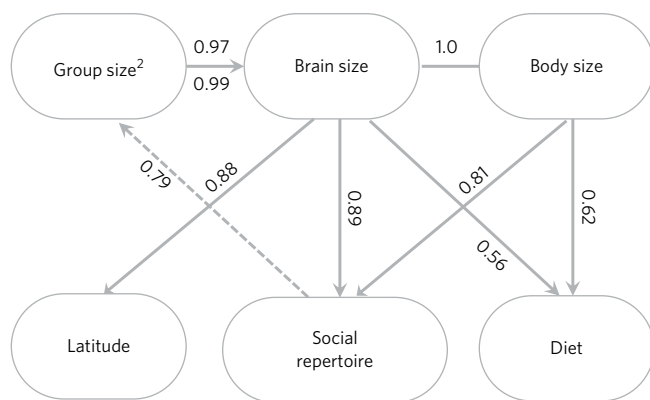 Group size²
0.97
0.99
Brain size
1.0
Body size
0.79
0.88
0.89
0.81
0.56
0.62
Latitude
Social
repertoire
Diet